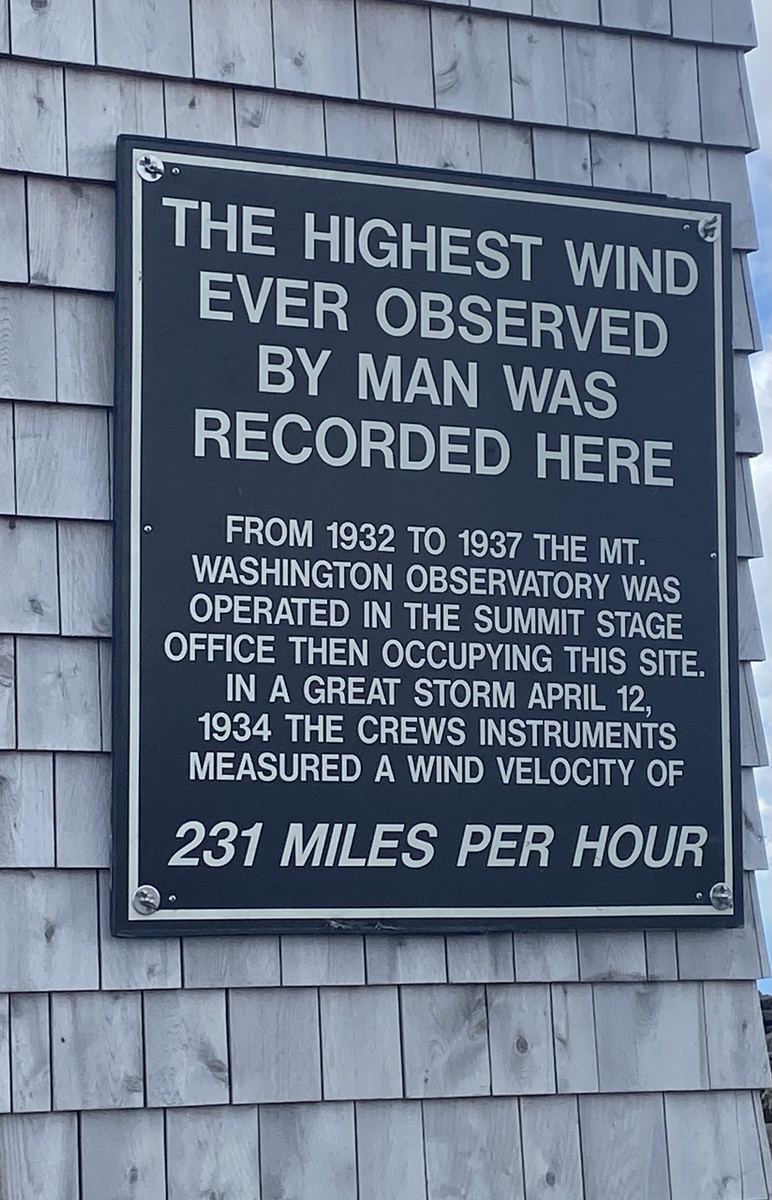 THE HIGHEST WIND
EVER OBSERVED
BY MAN WAS
RECORDED HERE
FROM 1932 TO 1937 THE MT.
WASHINGTON OBSERVATORY WAS
OPERATED IN THE SUMMIT STAGE
OFFICE THEN OCCUPYING THIS SITE.
IN A GREAT STORM APRIL 12,
1934 THE CREWS INSTRUMENTS
MEASURED A WIND VELOCITY OF
231 MILES PER HOUR